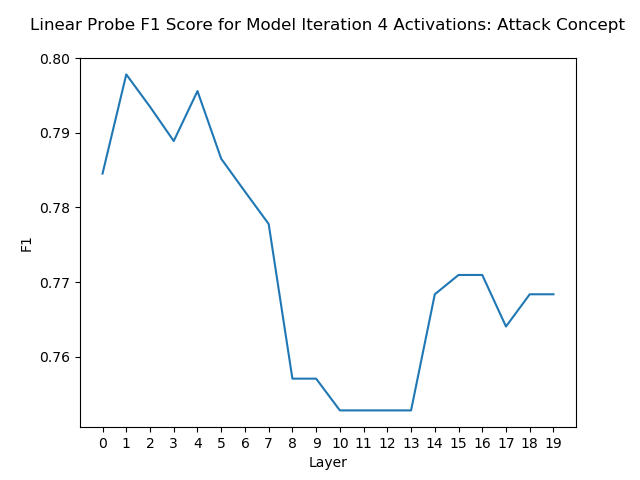 Linear Probe F1 Score for Model Iteration 4 Activations: Attack Concept
0.80
0.79
0.78
0.77
0.76
F1
0 1 2 3 4 5 6 7 8 9 10 11 12 13 14 15 16 17 18 19
Layer